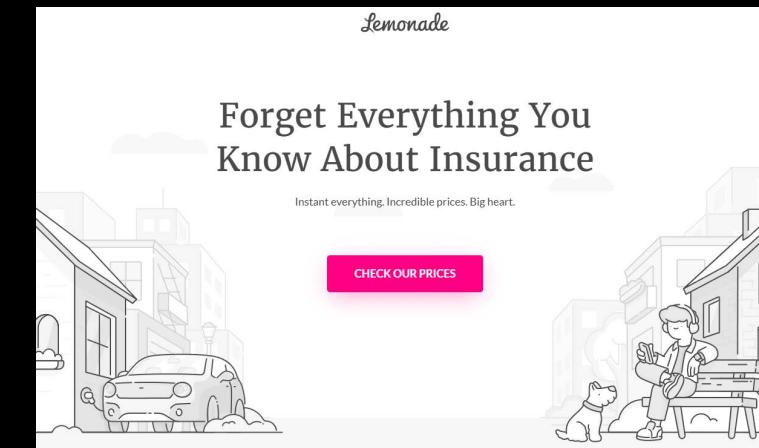 Lemonade
Forget Everything You
Know About Insurance
Instant everything. Incredible prices. Big heart.
CHECK OUR PRICES